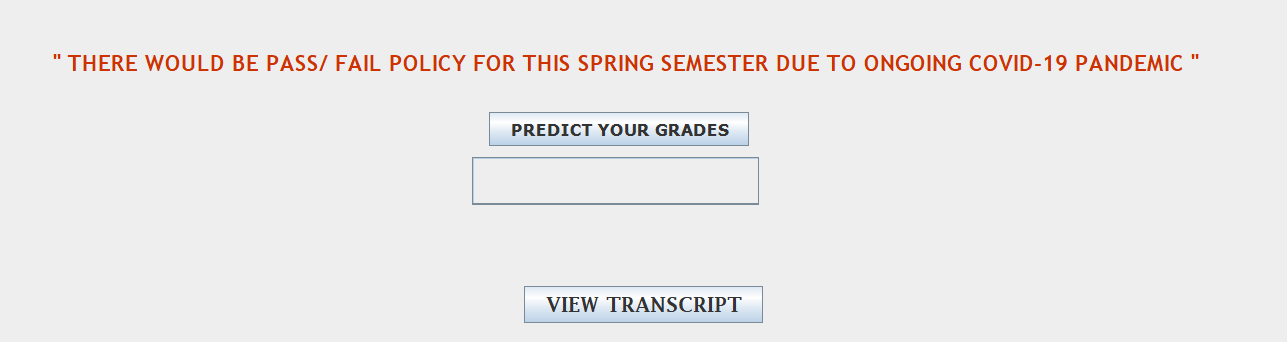 " THERE WOULD BE PASS/ FAIL POLICY FOR THIS SPRING SEMESTER DUE TO ONGOING COVID-19 PANDEMIC "
PREDICT YOUR GRADES
VIEW TRANSCRIPT